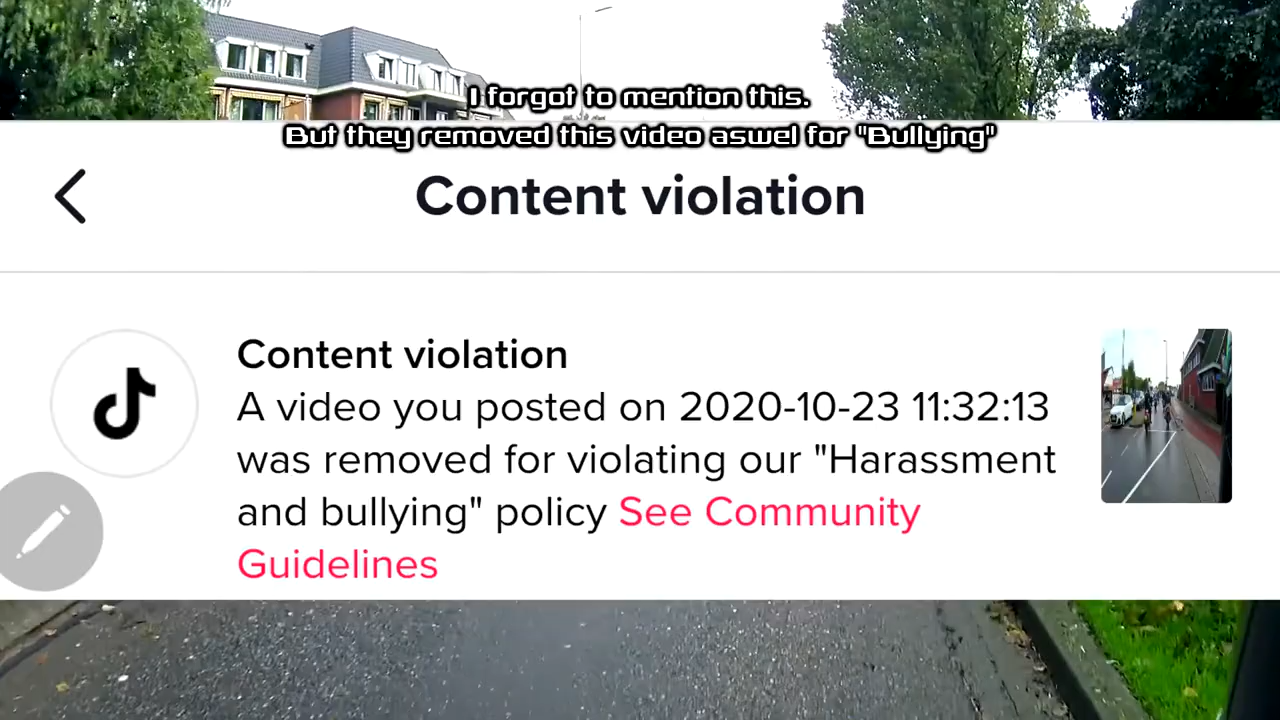 I forgot to mention this.
But they removed this video aswel for "Bullying"
Content violation
Content violation
A video you posted on 2020-10-23 11:32:13
was removed for violating our "Harassment
and bullying" policy See Community
Guidelines